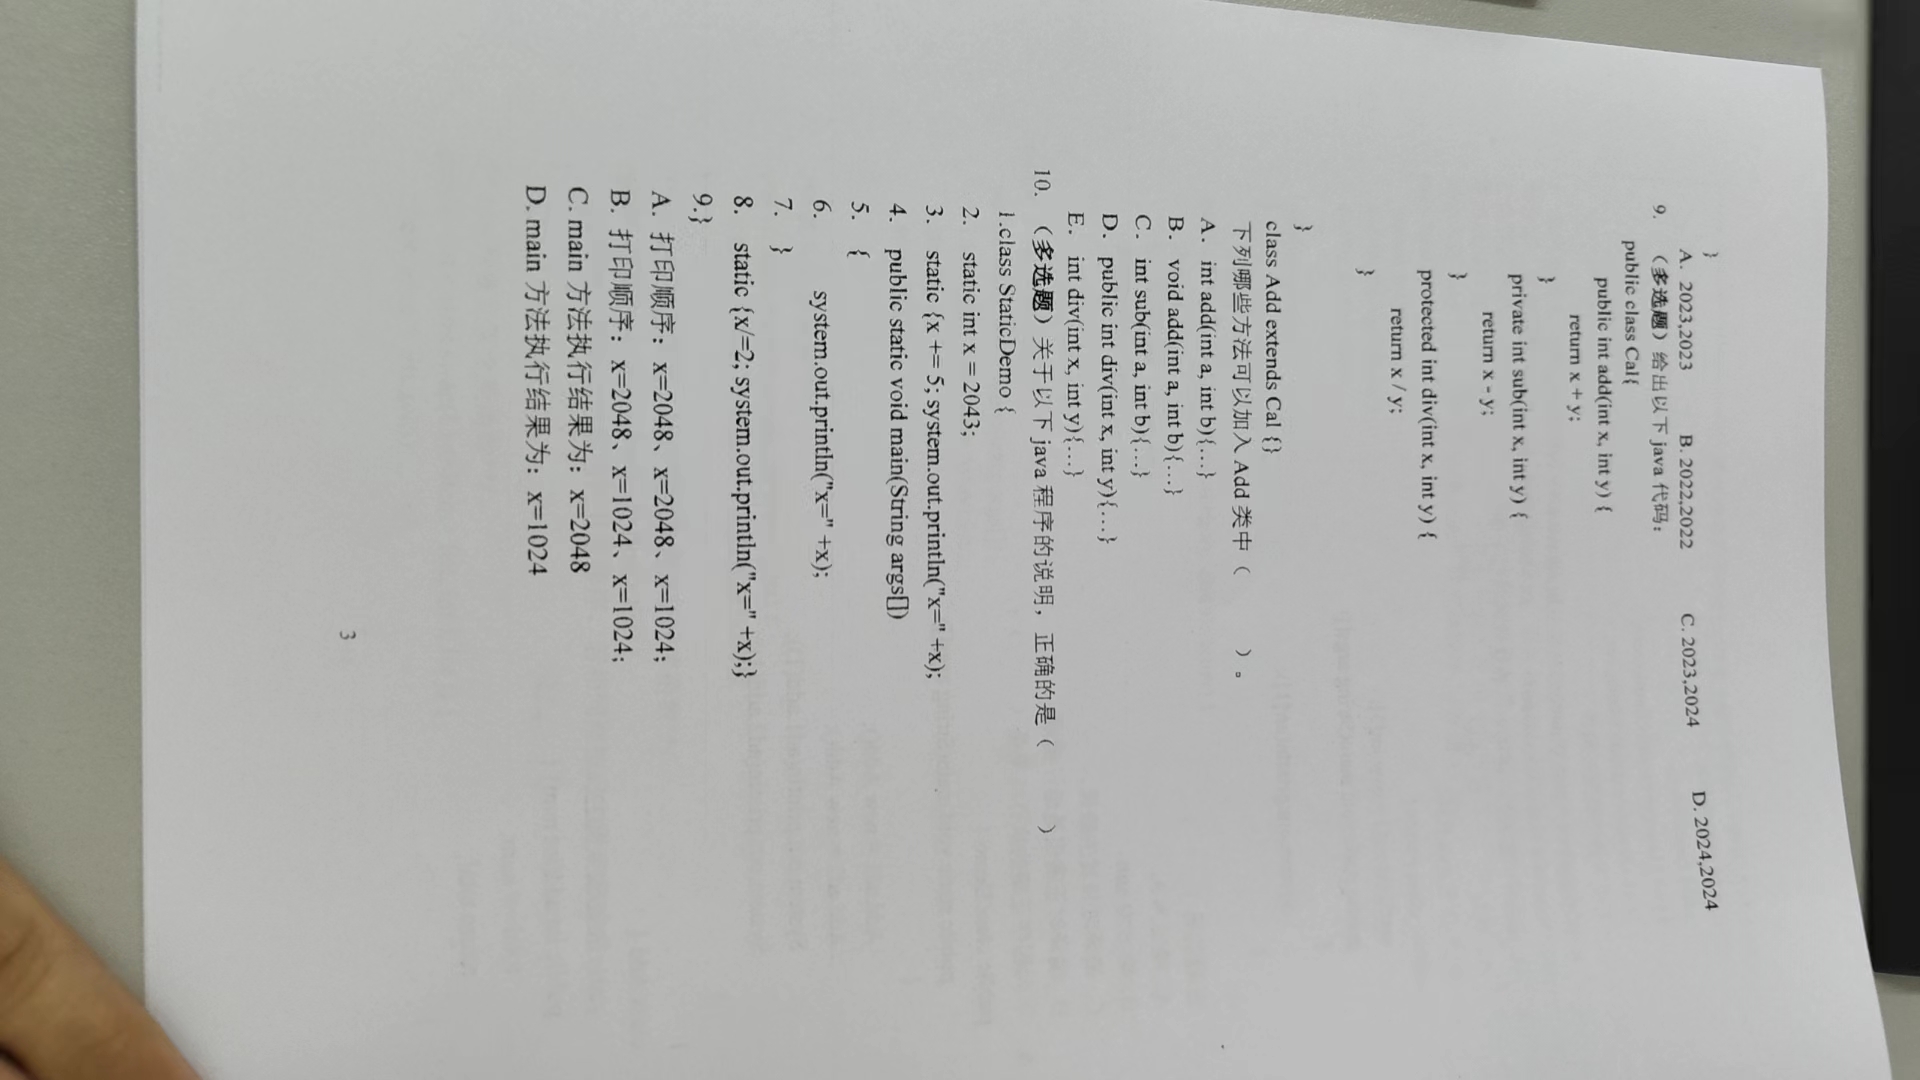 }
A. 2023,2023 B. 2022,2022 C. 2023,2024 D. 2024,2024
9. （多选题）给出以下 java 代码：
public class Cal{
public int add(int x, int y) {
return x + y;
}
private int sub(int x, int y) {
return x - y;
}
protected int div(int x, int y) {
return x / y;
}
}
class Add extends Cal {}
下列哪些方法可以加入 Add 类中（ ）。
A. int add(int a, int b){…}
B. void add(int a, int b){…}
C. int sub(int a, int b){…}
D. public int div(int x, int y){…}
E. int div(int x, int y){…}
10. （多选题）关于以下 java 程序的说明，正确的是（ ）
1.class StaticDemo {
2. static int x = 2043;
3. static {x += 5; system.out.println("x=" +x);
4. public static void main(String args[])
5. {
6. system.out.println("x=" +x);
7. }
8. static {x/=2; system.out.println("x=" +x);}
9.}
A. 打印顺序：x=2048、x=2048、x=1024；
B. 打印顺序：x=2048、x=1024、x=1024；
C. main 方法执行结果为：x=2048
D. main 方法执行结果为：x=1024
3